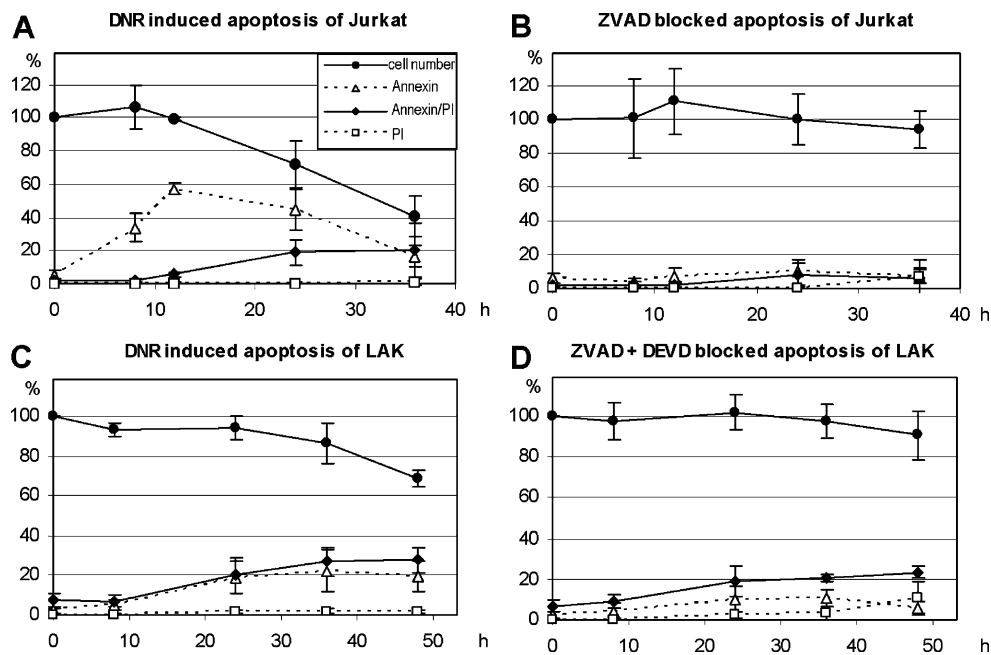 A
DNR induced apoptosis of Jurkat
%
120
100
80
60
40
20
0
0 10 20 30 40 h
cell number
Annexin
Annexin/PI
PI
B
ZVAD blocked apoptosis of Jurkat
%
120
100
80
60
40
20
0
0 10 20 30 40 h
C
DNR induced apoptosis of LAK
%
100
80
60
40
20
0
0 10 20 30 40 50 h
D
ZVAD + DEVD blocked apoptosis of LAK
%
100
80
60
40
20
0
0 10 20 30 40 50 h